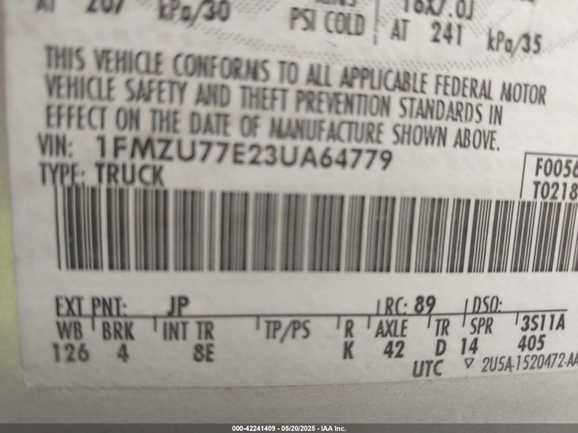 AT 207 kPa/30 PSI COLD AT 241 kPa/35
THIS VEHICLE CONFORMS TO ALL APPLICABLE FEDERAL MOTOR
VEHICLE SAFETY AND THEFT PREVENTION STANDARDS IN
EFFECT ON THE DATE OF MANUFACTURE SHOWN ABOVE.
VIN: 1FMZU77E23UA64779
TYPE: TRUCK
F0056
T0218
EXT PNT: JP RC: 89 DSO:
WB BRK INT TR TP/PS R AXLE TR SPR 3S11A
126 4 8E K 42 D 14 405
UTC ▽ 2U5A-1520472-AA
000-42241409 - 05/20/2025 - IAA Inc.